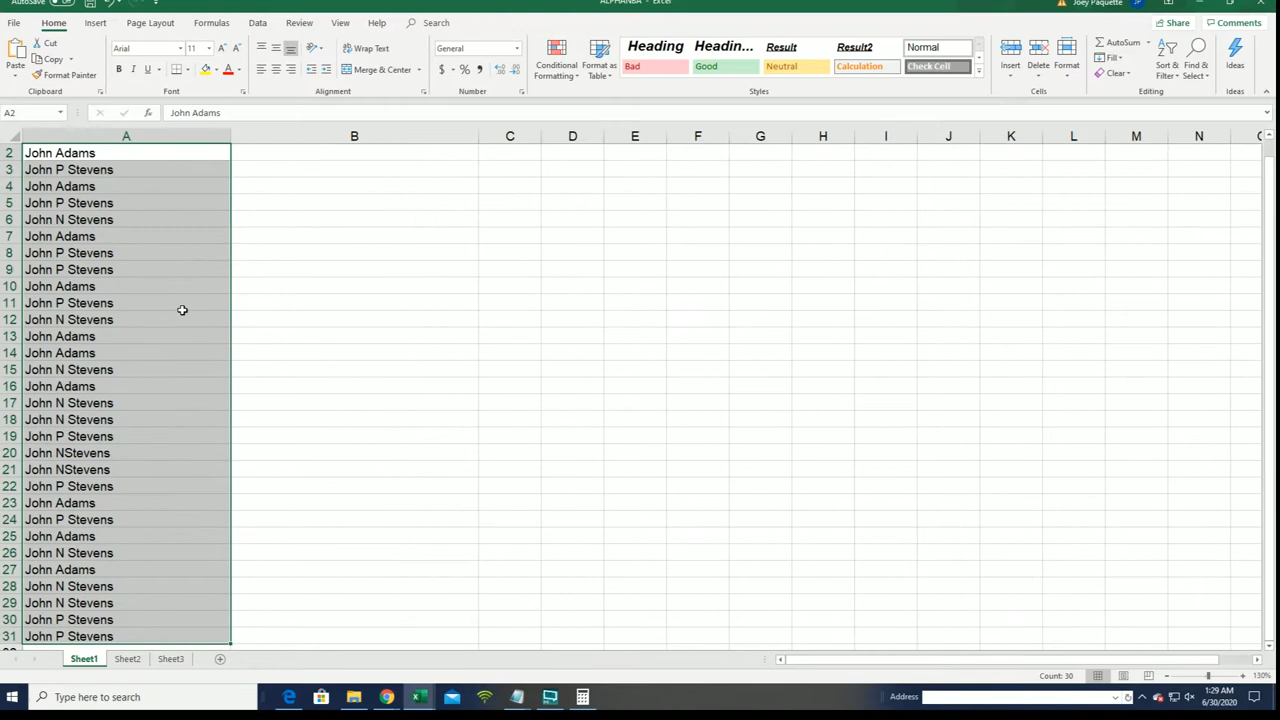 AutoSave Off ALPHANBA - Excel Joey Paquette JP
File Home Insert Page Layout Formulas Data Review View Help Search Share Comments
Paste Cut Copy Format Painter Clipboard
Arial 11 A A B I U A Font
Wrap Text Merge & Center Alignment
General $ % , Number
Conditional Formatting Format as Table
Heading Headin... Result Result2 Normal
Bad Good Neutral Calculation Check Cell
Styles
Insert Delete Format Cells
AutoSum Fill Clear Sort & Filter Find & Select Editing
Ideas Ideas
A2 fx John Adams
A B C D E F G H I J K L M N
2 John Adams
3 John P Stevens
4 John Adams
5 John P Stevens
6 John N Stevens
7 John Adams
8 John P Stevens
9 John P Stevens
10 John Adams
11 John P Stevens
12 John N Stevens
13 John Adams
14 John Adams
15 John N Stevens
16 John Adams
17 John N Stevens
18 John N Stevens
19 John P Stevens
20 John NStevens
21 John NStevens
22 John P Stevens
23 John Adams
24 John P Stevens
25 John Adams
26 John N Stevens
27 John Adams
28 John N Stevens
29 John N Stevens
30 John P Stevens
31 John P Stevens
Sheet1 Sheet2 Sheet3
Count: 30 130%
Type here to search Address 1:29 AM
6/30/2020